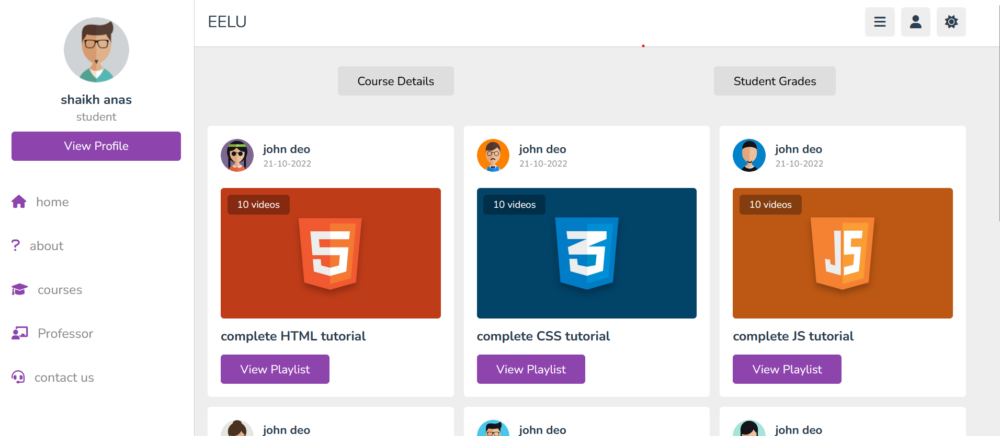 shaikh anas
student
View Profile
home
about
courses
Professor
contact us
EELU
Course Details
Student Grades
john deo
21-10-2022
10 videos
5
complete HTML tutorial
View Playlist
john deo
21-10-2022
10 videos
3
complete CSS tutorial
View Playlist
john deo
21-10-2022
10 videos
JS
complete JS tutorial
View Playlist
john deo
john deo
john deo